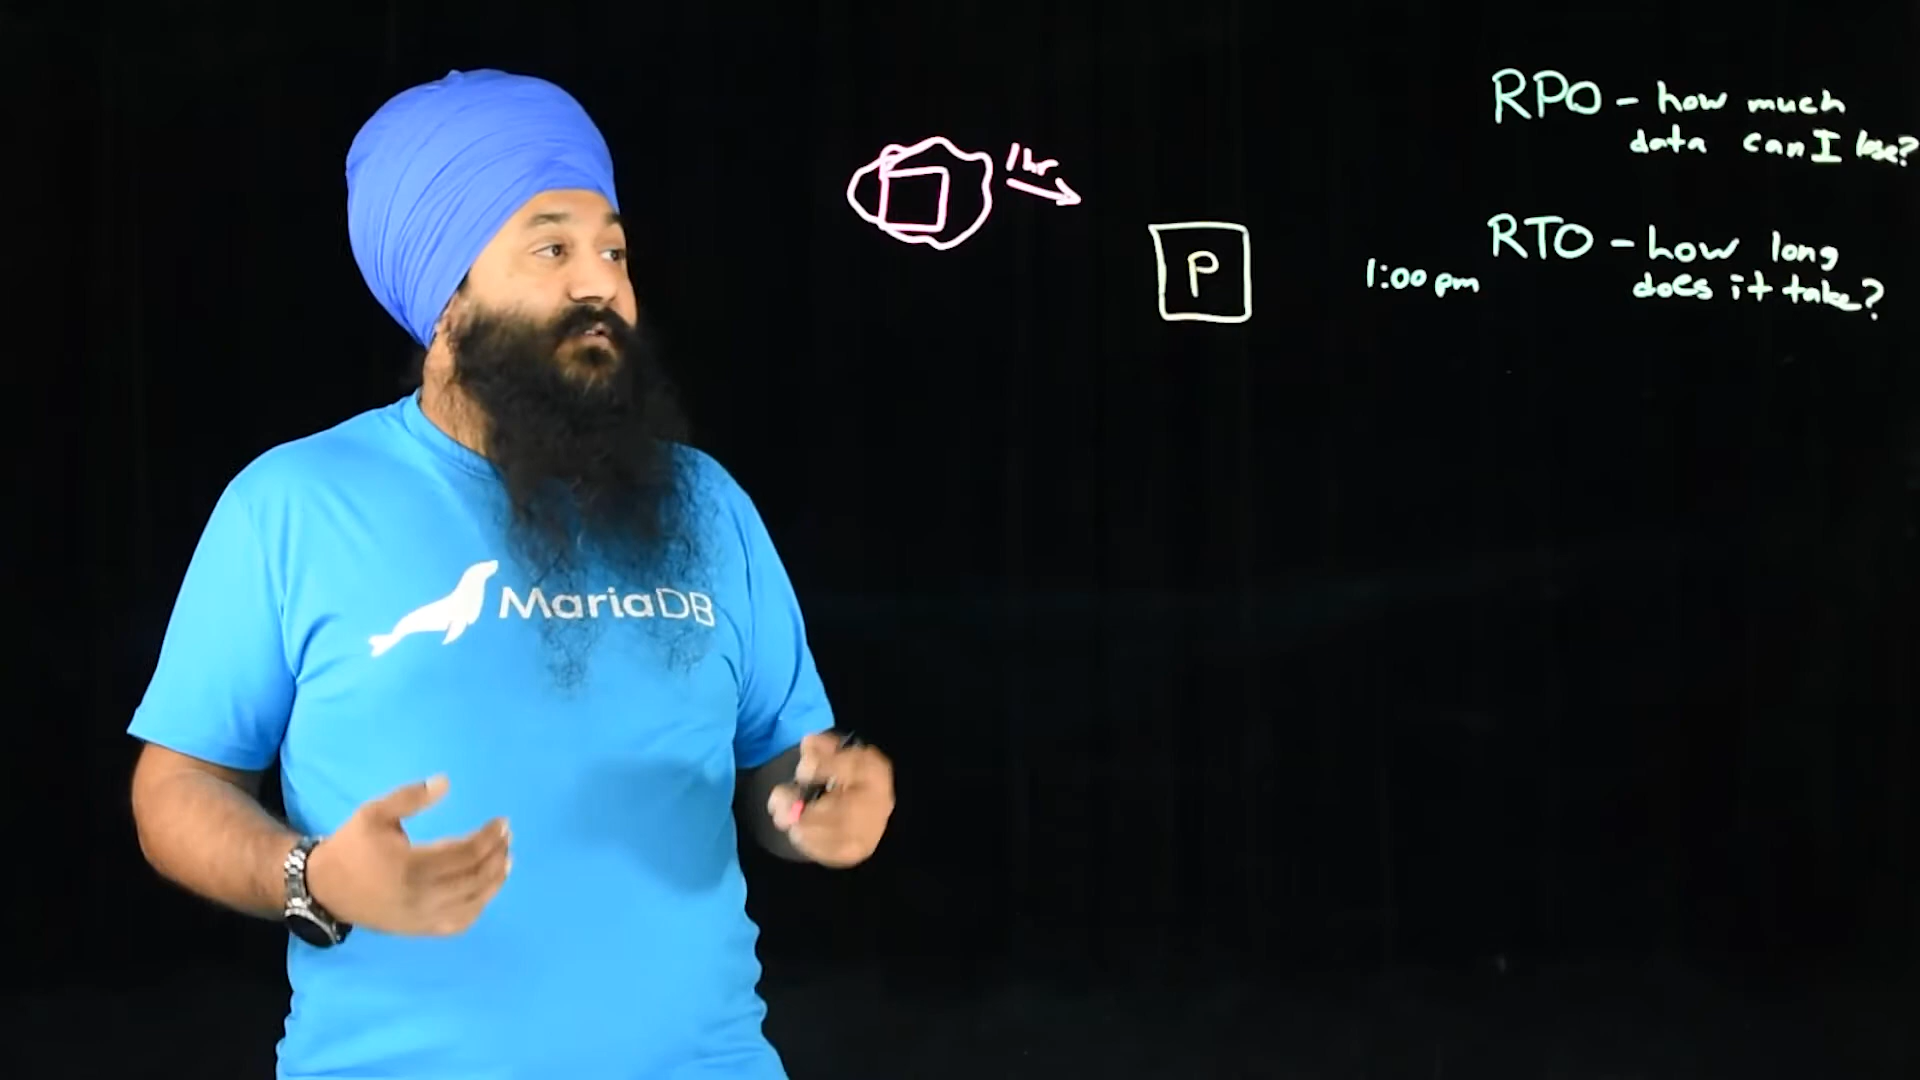 RPO - how much
data can I lose?
1hr
RTO - how long
does it take?
1:00 pm
P
MariaDB